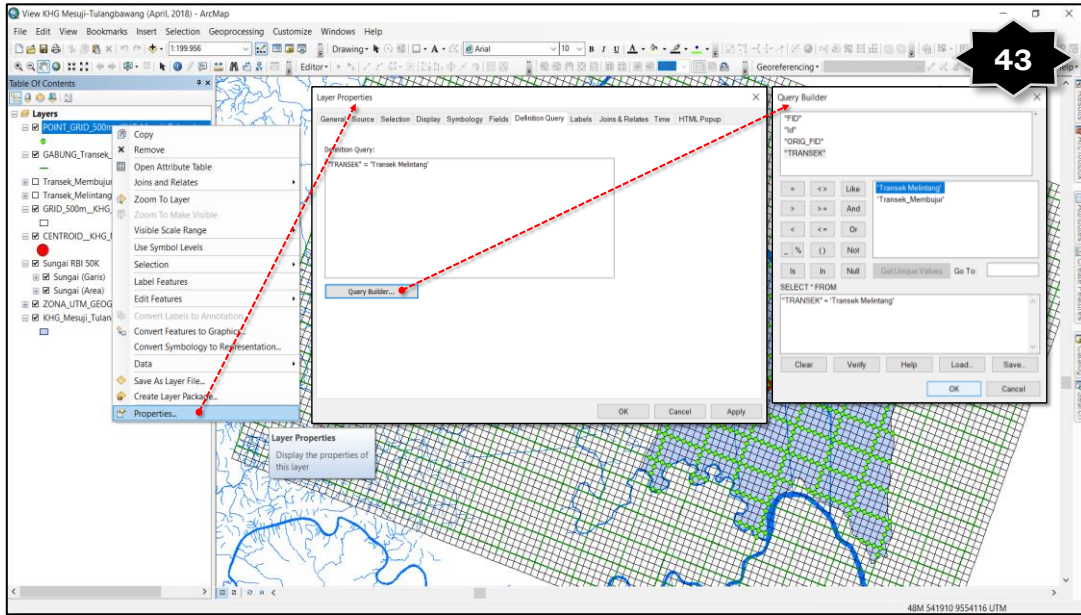 View KHG Mesuji-Tulangbawang (April, 2018) - ArcMap
File Edit View Bookmarks Insert Selection Geoprocessing Customize Windows Help
1:199.956
Drawing
Arial
10
B I U
A
43
Editor
Georeferencing
Table Of Contents
Layers
POINT_GRID_500m_
GABUNG_Transek_
Transek_Membujur
Transek_Melintang
GRID_500m__KHG_
CENTROID__KHG_
Sungai RBI 50K
Sungai (Garis)
Sungai (Area)
ZONA_UTM_GEOG
KHG_Mesuji_Tulan
Copy
Remove
Open Attribute Table
Joins and Relates
Zoom To Layer
Zoom To Make Visible
Visible Scale Range
Use Symbol Levels
Selection
Label Features
Edit Features
Convert Labels to Annotation...
Convert Features to Graphics...
Convert Symbology to Representation...
Data
Save As Layer File...
Create Layer Package...
Properties...
Layer Properties
Display the properties of
this layer
Layer Properties
General Source Selection Display Symbology Fields Definition Query Labels Joins & Relates Time HTML Popup
Definition Query:
"TRANSEK" = 'Transek Melintang'
Query Builder...
OK Cancel Apply
Query Builder
"FID"
"Id"
"ORIG_FID"
"TRANSEK"
= <> Like
> >= And
< <= Or
_ % () Not
Is In Null
'Transek Melintang'
'Transek_Membujur'
Get Unique Values Go To:
SELECT * FROM
"TRANSEK" = 'Transek Melintang'
Clear Verify Help Load... Save...
OK Cancel
48M 541910 9554116 UTM